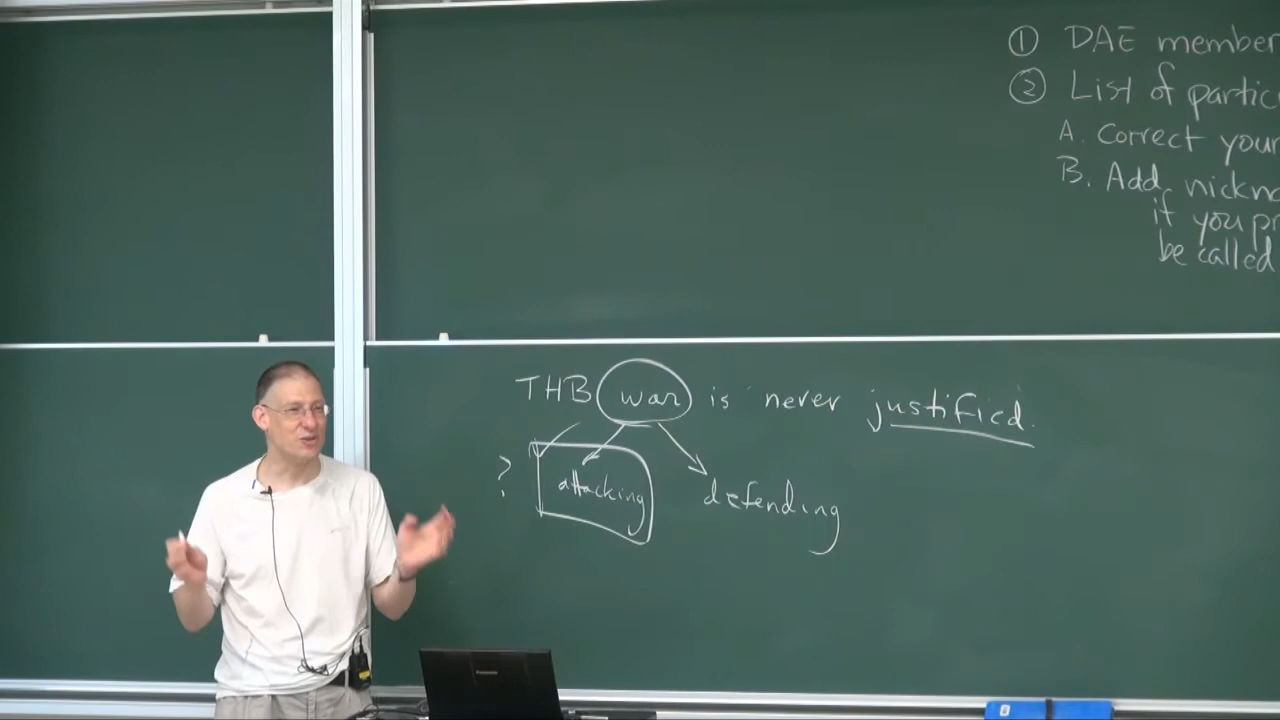 ① DAE member
② List of partic
A. Correct your
B. Add nickn
if you pr
be called
THB war is never justified.
? attacking defending
Panasonic